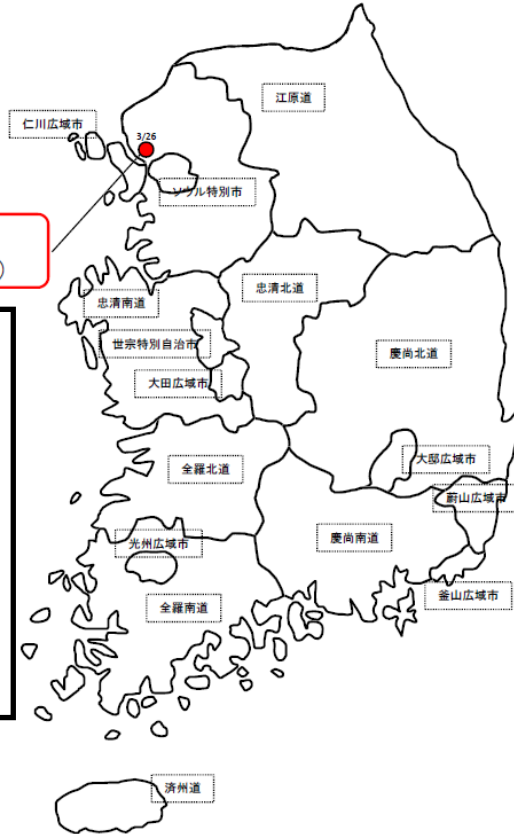 江原道
仁川広域市
3/26
ソウル特別市
)
忠清北道
忠清南道
世宗特別自治市
慶尚北道
大田広域市
大邱広域市
全羅北道
蔚山広域市
慶尚南道
光州広域市
釜山広域市
全羅南道
済州道